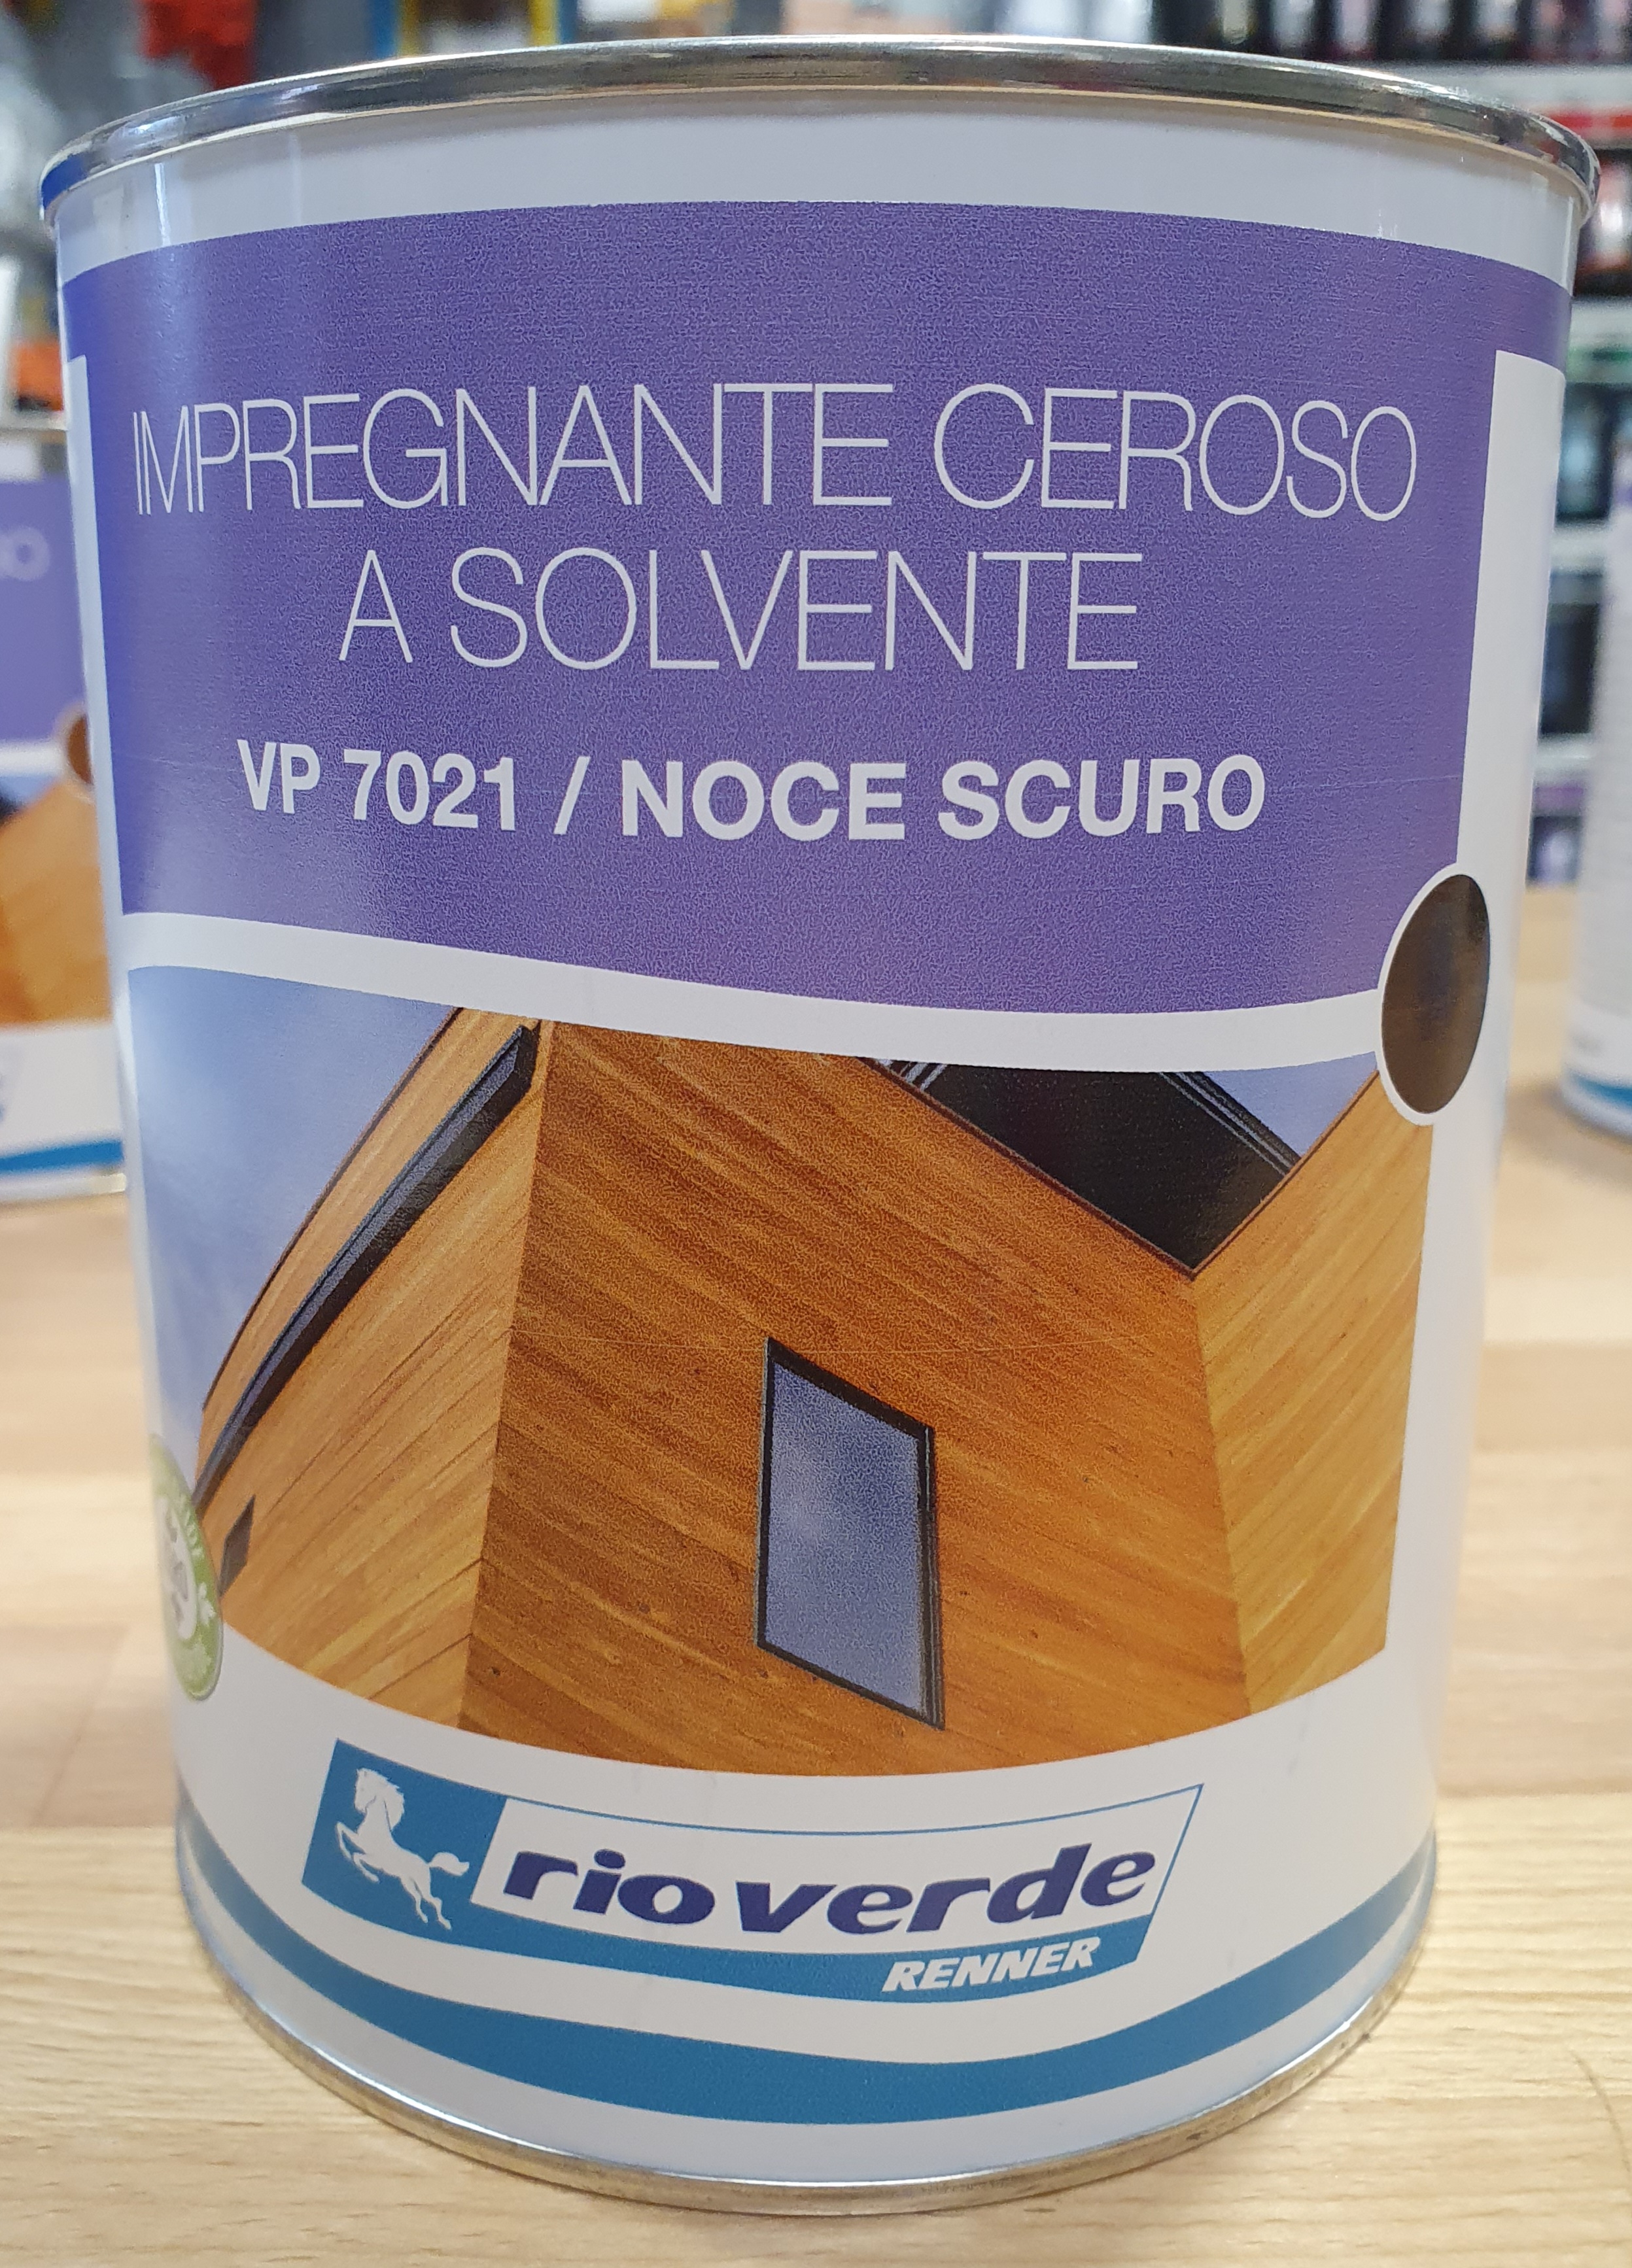 IMPREGNANTE CEROSO
A SOLVENTE
VP 7021 / NOCE SCURO
rioverde
RENNER